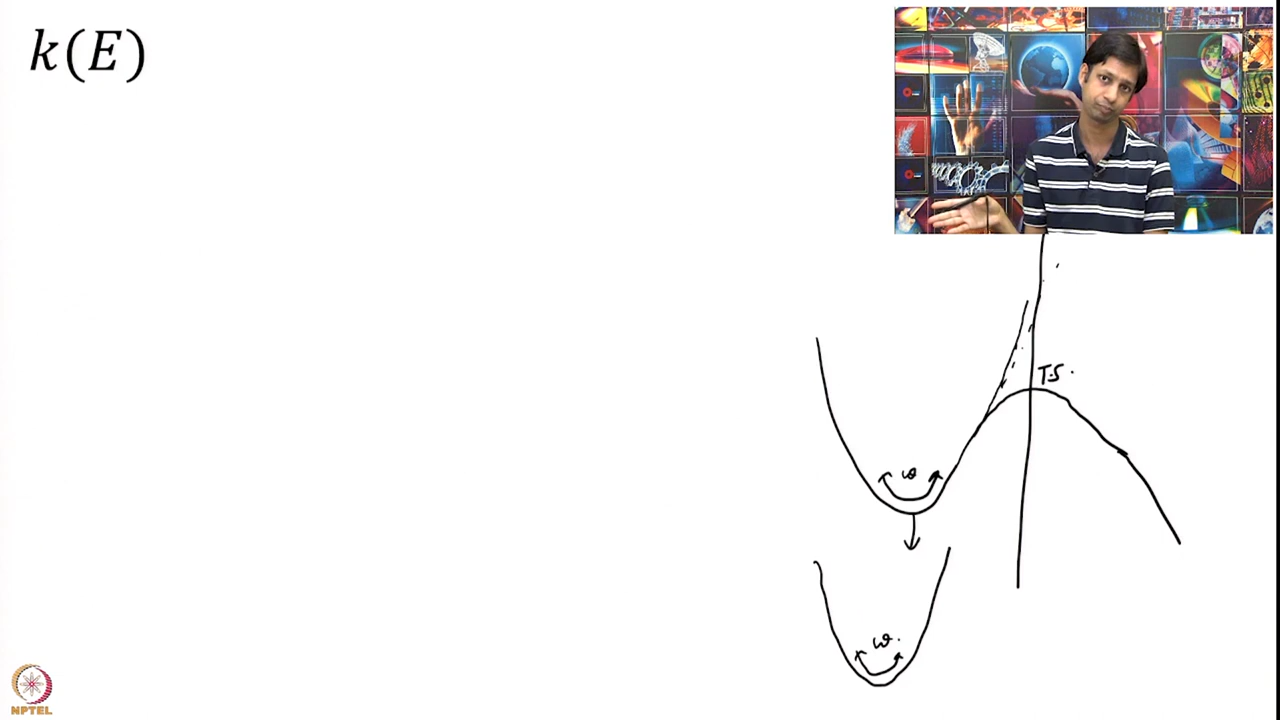 k(E)
T.S.
ω
ω.
NPTEL